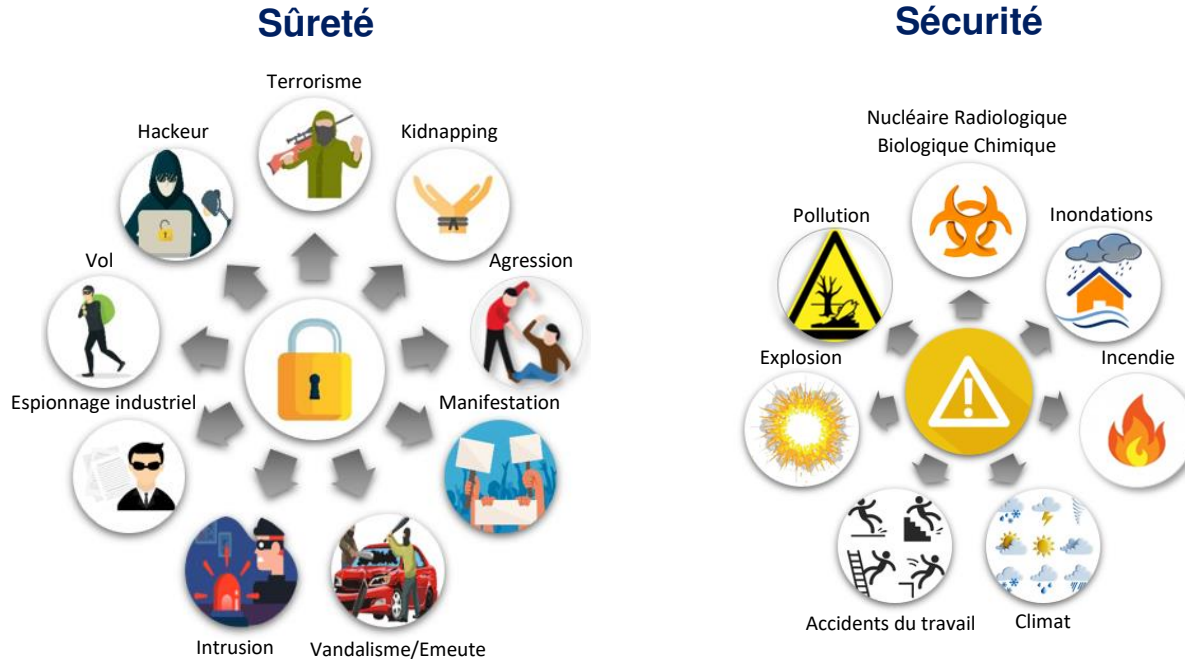 Sûreté
Terrorisme
Hackeur
Kidnapping
Vol
Agression
Espionnage industriel
Manifestation
Intrusion
Vandalisme/Emeute
Sécurité
Nucléaire Radiologique
Biologique Chimique
Pollution
Inondations
Explosion
Incendie
Accidents du travail
Climat